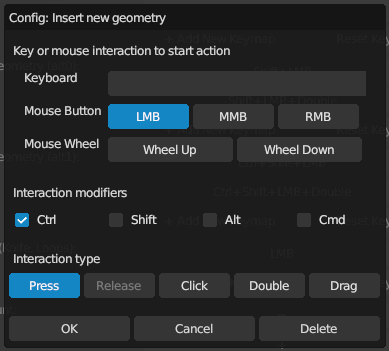 Config: Insert new geometry
Key or mouse interaction to start action
Keyboard
Mouse Button LMB MMB RMB
Mouse Wheel Wheel Up Wheel Down
Interaction modifiers
Ctrl Shift Alt Cmd
Interaction type
Press Release Click Double Drag
OK Cancel Delete